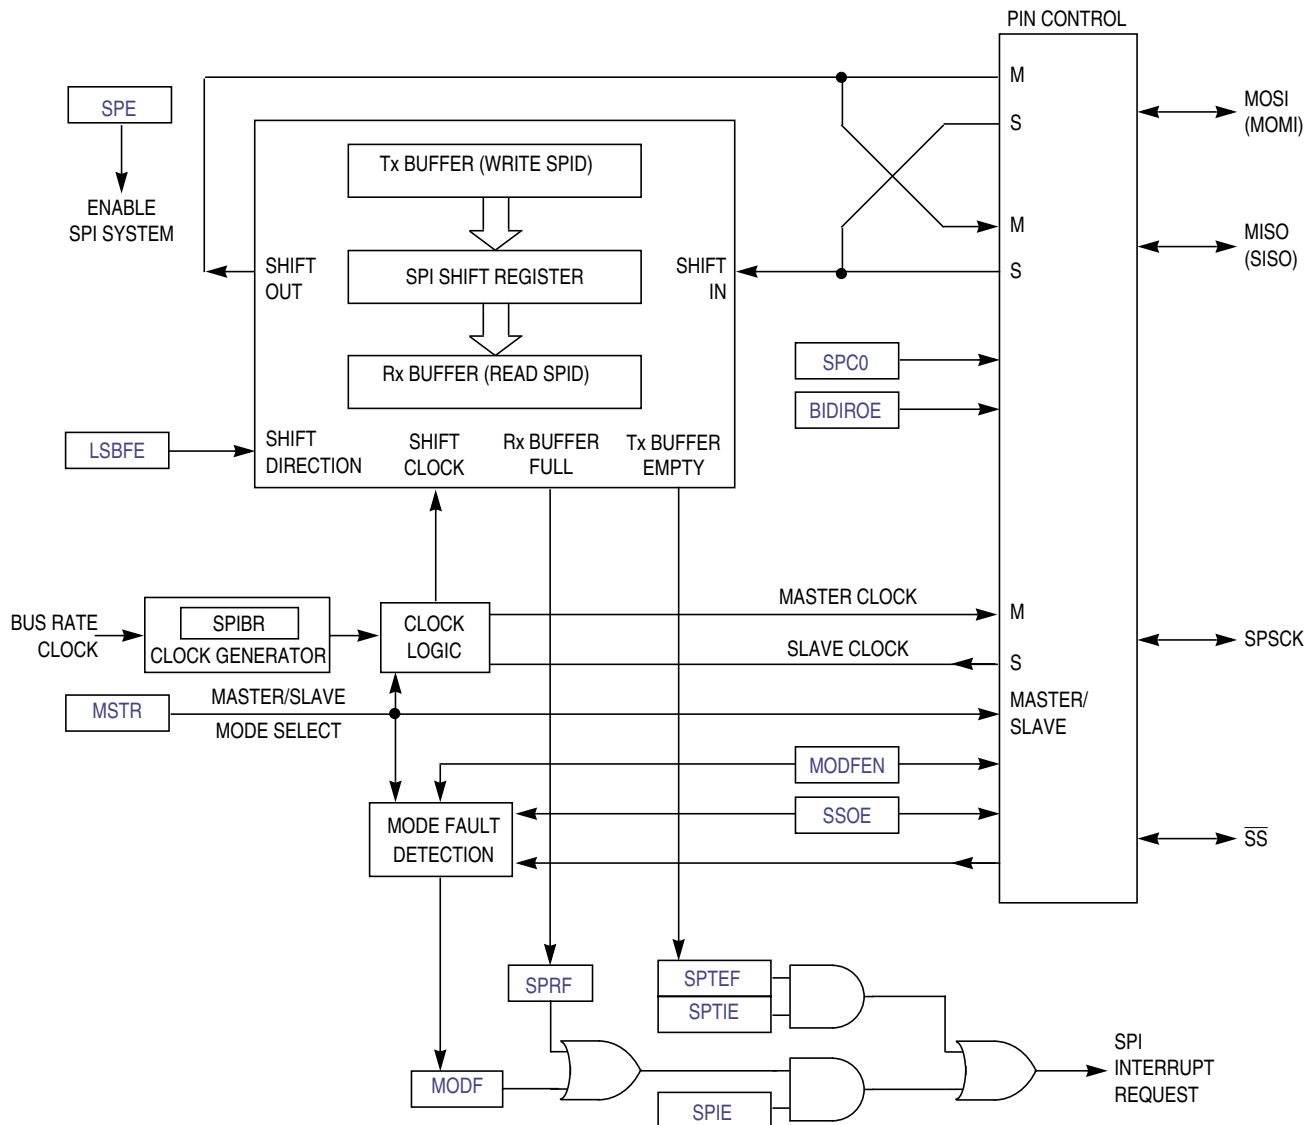 PIN CONTROL
M
MOSI
(MOMI)
S
SPE
ENABLE
SPI SYSTEM
Tx BUFFER (WRITE SPID)
SHIFT
OUT
SPI SHIFT REGISTER
SHIFT
IN
M
MISO
(SISO)
S
Rx BUFFER (READ SPID)
SPC0
BIDIROE
LSBFE
SHIFT
DIRECTION
SHIFT
CLOCK
Rx BUFFER
FULL
Tx BUFFER
EMPTY
BUS RATE
CLOCK
SPIBR
CLOCK GENERATOR
CLOCK
LOGIC
MASTER CLOCK
M
SLAVE CLOCK
S
SPSCK
MSTR
MASTER/SLAVE
MODE SELECT
MASTER/
SLAVE
MODFEN
SSOE
MODE FAULT
DETECTION
SS
SPRF
SPTEF
SPTIE
MODF
SPIE
SPI
INTERRUPT
REQUEST